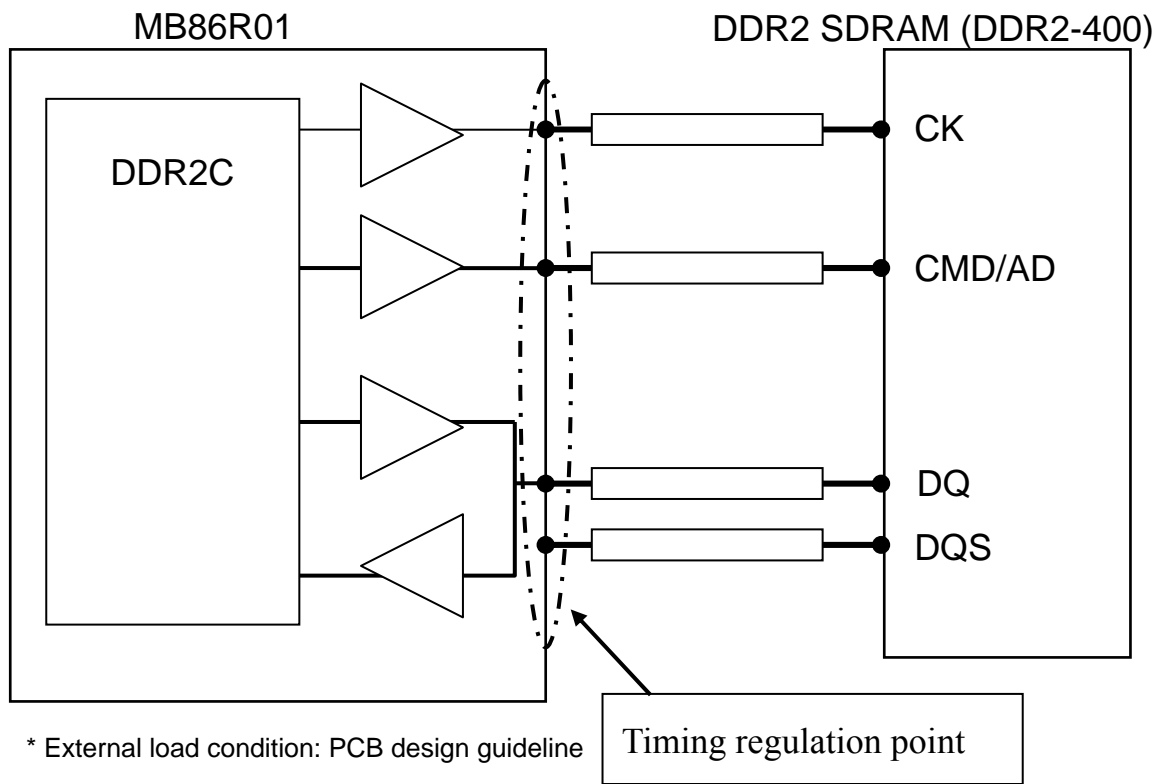 MB86R01
DDR2 SDRAM (DDR2-400)
DDR2C
CK
CMD/AD
DQ
DQS
* External load condition: PCB design guideline
Timing regulation point